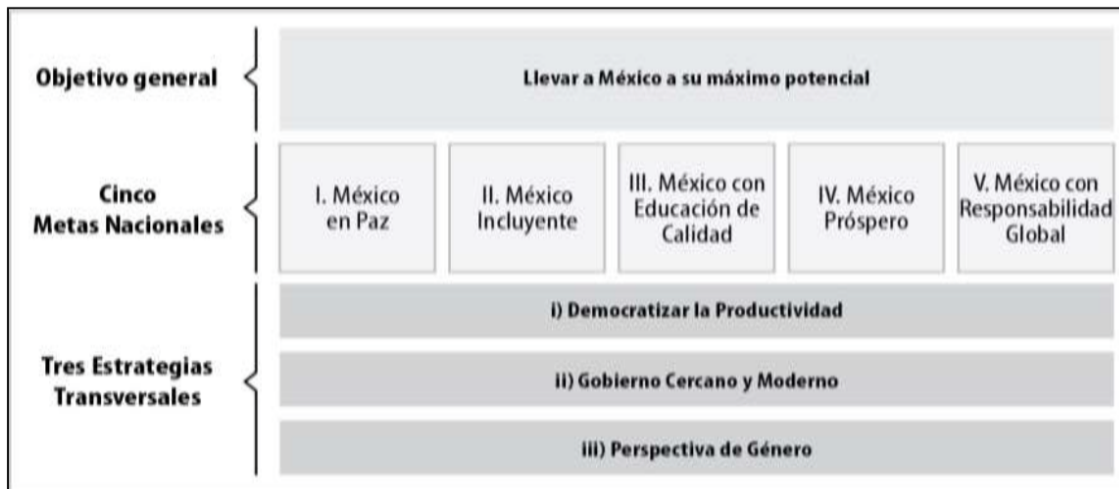 Objetivo general
Llevar a México a su máximo potencial
Cinco
Metas Nacionales
I. México
en Paz
II. México
Incluyente
III. México con
Educación de
Calidad
IV. México
Próspero
V. México con
Responsabilidad
Global
Tres Estrategias
Transversales
i) Democratizar la Productividad
ii) Gobierno Cercano y Moderno
iii) Perspectiva de Género